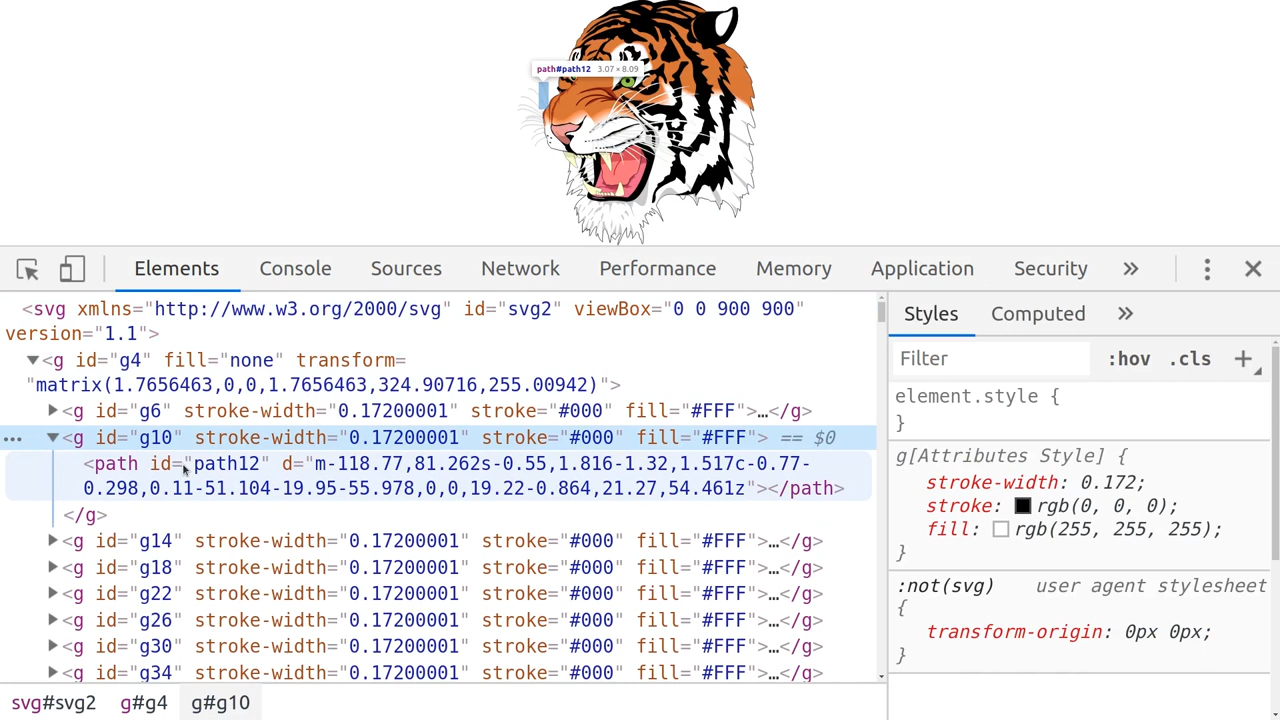 path#path12 3.07 × 8.09
Elements Console Sources Network Performance Memory Application Security »
<svg xmlns="http://www.w3.org/2000/svg" id="svg2" viewBox="0 0 900 900"
version="1.1">
▼<g id="g4" fill="none" transform=
"matrix(1.7656463,0,0,1.7656463,324.90716,255.00942)">
▶<g id="g6" stroke-width="0.17200001" stroke="#000" fill="#FFF">…</g>
… ▼<g id="g10" stroke-width="0.17200001" stroke="#000" fill="#FFF"> == $0
<path id="path12" d="m-118.77,81.262s-0.55,1.816-1.32,1.517c-0.77-
0.298,0.11-51.104-19.95-55.978,0,0,19.22-0.864,21.27,54.461z"></path>
</g>
▶<g id="g14" stroke-width="0.17200001" stroke="#000" fill="#FFF">…</g>
▶<g id="g18" stroke-width="0.17200001" stroke="#000" fill="#FFF">…</g>
▶<g id="g22" stroke-width="0.17200001" stroke="#000" fill="#FFF">…</g>
▶<g id="g26" stroke-width="0.17200001" stroke="#000" fill="#FFF">…</g>
▶<g id="g30" stroke-width="0.17200001" stroke="#000" fill="#FFF">…</g>
▶<g id="g34" stroke-width="0.17200001" stroke="#000" fill="#FFF">…</g>
svg#svg2 g#g4 g#g10
Styles Computed »
Filter :hov .cls +
element.style {
}
g[Attributes Style] {
stroke-width: 0.172;
stroke: rgb(0, 0, 0);
fill: rgb(255, 255, 255);
}
:not(svg) user agent stylesheet
{
transform-origin: 0px 0px;
}